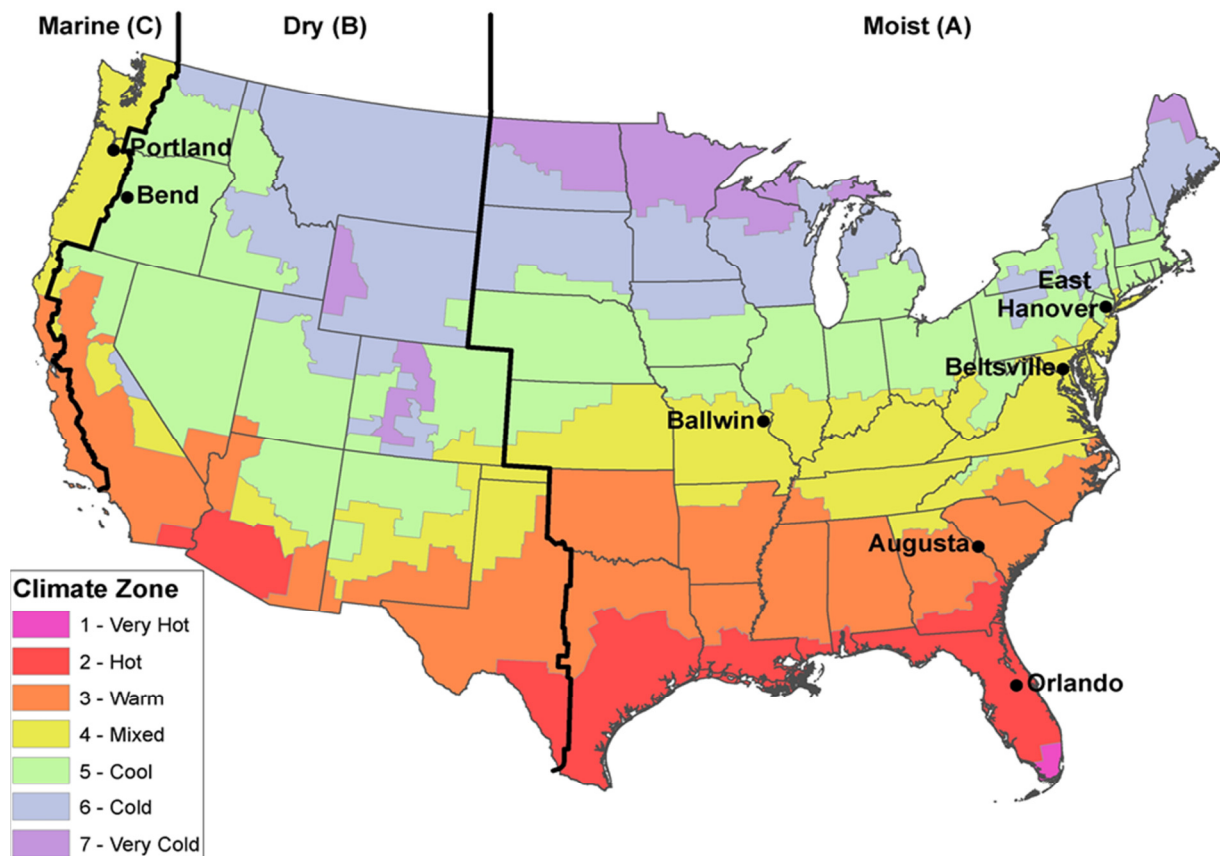 Marine (C)
Dry (B)
Moist (A)
Portland
Bend
East
Hanover
Beltsville
Ballwin
Augusta
Orlando
Climate Zone
1 - Very Hot
2 - Hot
3 - Warm
4 - Mixed
5 - Cool
6 - Cold
7 - Very Cold